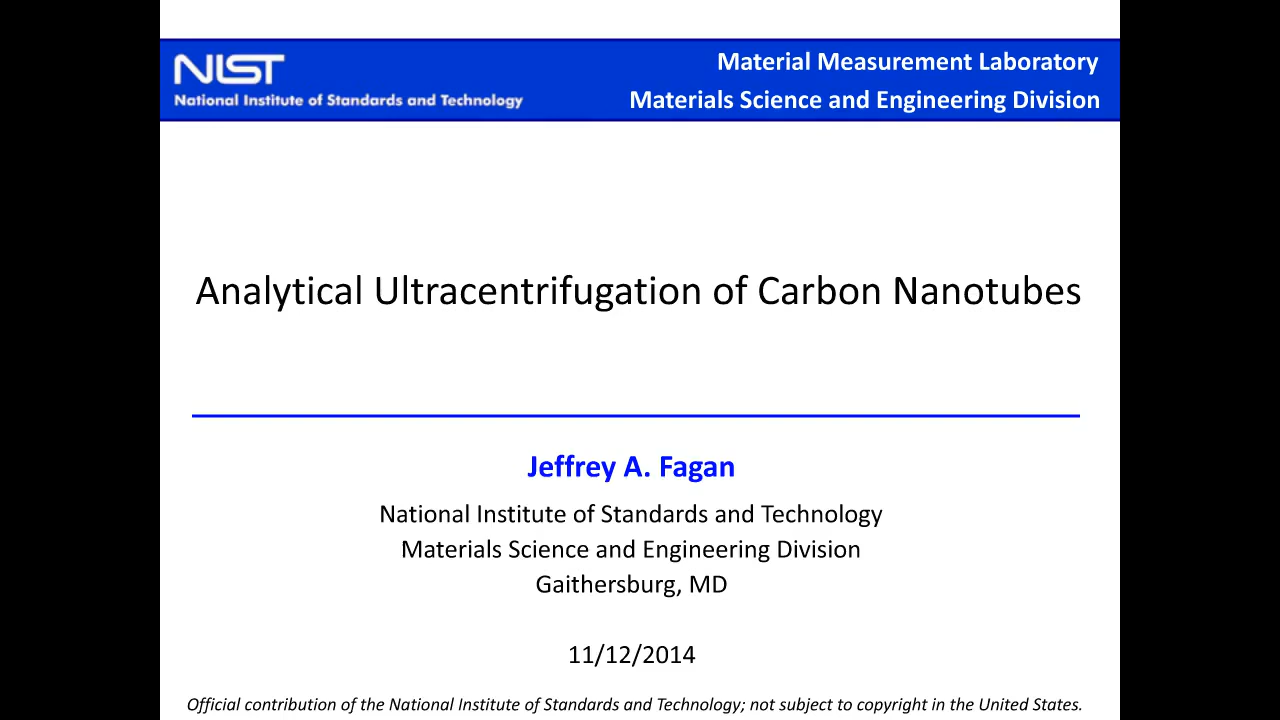 NIST
National Institute of Standards and Technology
Material Measurement Laboratory
Materials Science and Engineering Division
Analytical Ultracentrifugation of Carbon Nanotubes
Jeffrey A. Fagan
National Institute of Standards and Technology
Materials Science and Engineering Division
Gaithersburg, MD
11/12/2014
Official contribution of the National Institute of Standards and Technology; not subject to copyright in the United States.